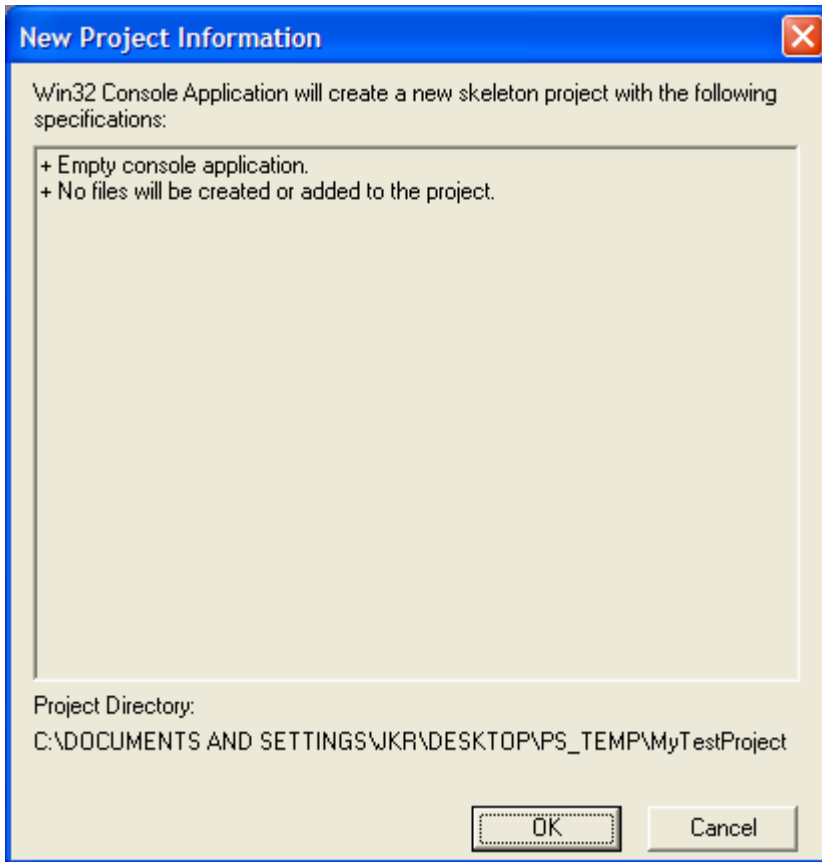 New Project Information
Win32 Console Application will create a new skeleton project with the following
specifications:
+ Empty console application.
+ No files will be created or added to the project.
Project Directory:
C:\DOCUMENTS AND SETTINGS\JKR\DESKTOP\PS_TEMP\MyTestProject
OK
Cancel